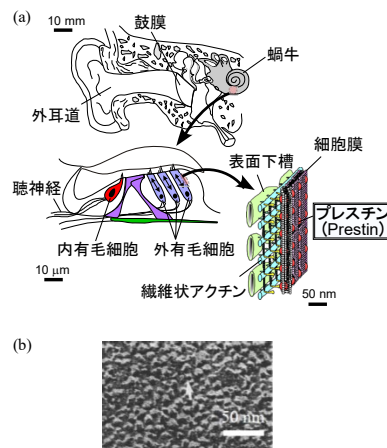 (a)
10 mm
鼓膜
蝸牛
外耳道
表面下槽
細胞膜
聴神経
プレスチン
(Prestin)
内有毛細胞
外有毛細胞
繊維状アクチン
10 μm
50 nm
(b)
50 nm